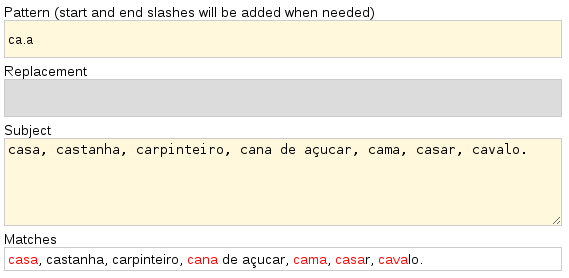 Pattern (start and end slashes will be added when needed)
ca.a
Replacement
Subject
casa, castanha, carpinteiro, cana de açucar, cama, casar, cavalo.
Matches
casa, castanha, carpinteiro, cana de açucar, cama, casar, cavalo.